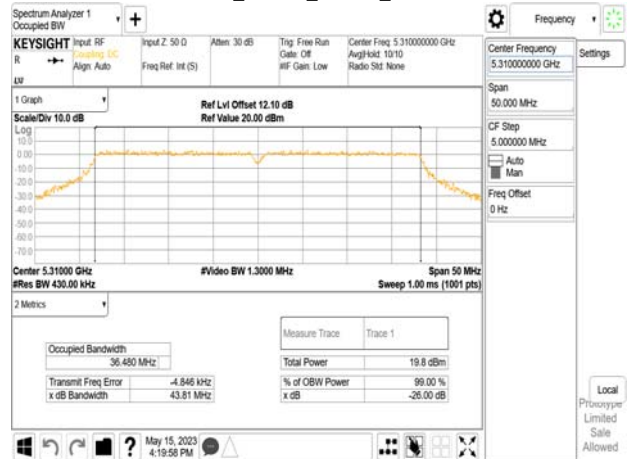 Spectrum Analyzer 1
Occupied BW
+
Frequency
KEYSIGHT
Input: RF
Coupling: DC
Align: Auto
Input Z: 50 Ω
Freq Ref: Int (S)
Atten: 30 dB
Trig: Free Run
Gate: Off
#IF Gain: Low
Center Freq: 5.310000000 GHz
Avg|Hold: 10/10
Radio Std: None
R
LU
Center Frequency
5.310000000 GHz
Settings
Span
50.000 MHz
CF Step
5.000000 MHz
Auto
Man
Freq Offset
0 Hz
1 Graph
Scale/Div 10.0 dB
Ref Lvl Offset 12.10 dB
Ref Value 20.00 dBm
Log
10.0
0.00
-10.0
-20.0
-30.0
-40.0
-50.0
-60.0
-70.0
Center 5.31000 GHz
#Res BW 430.00 kHz
#Video BW 1.3000 MHz
Span 50 MHz
Sweep 1.00 ms (1001 pts)
2 Metrics
Measure Trace
Trace 1
Occupied Bandwidth
36.480 MHz
Total Power
19.8 dBm
Transmit Freq Error
-4.846 kHz
% of OBW Power
99.00 %
x dB Bandwidth
43.81 MHz
x dB
-26.00 dB
Local
Prototype
Limited
Sale
Allowed
?
May 15, 2023
4:19:58 PM